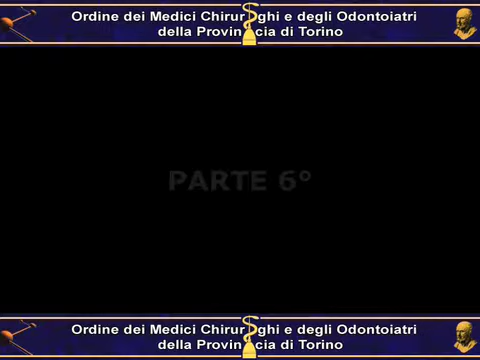 Ordine dei Medici Chirurghi e degli Odontoiatri
della Provincia di Torino
PARTE 6°
Ordine dei Medici Chirurghi e degli Odontoiatri
della Provincia di Torino